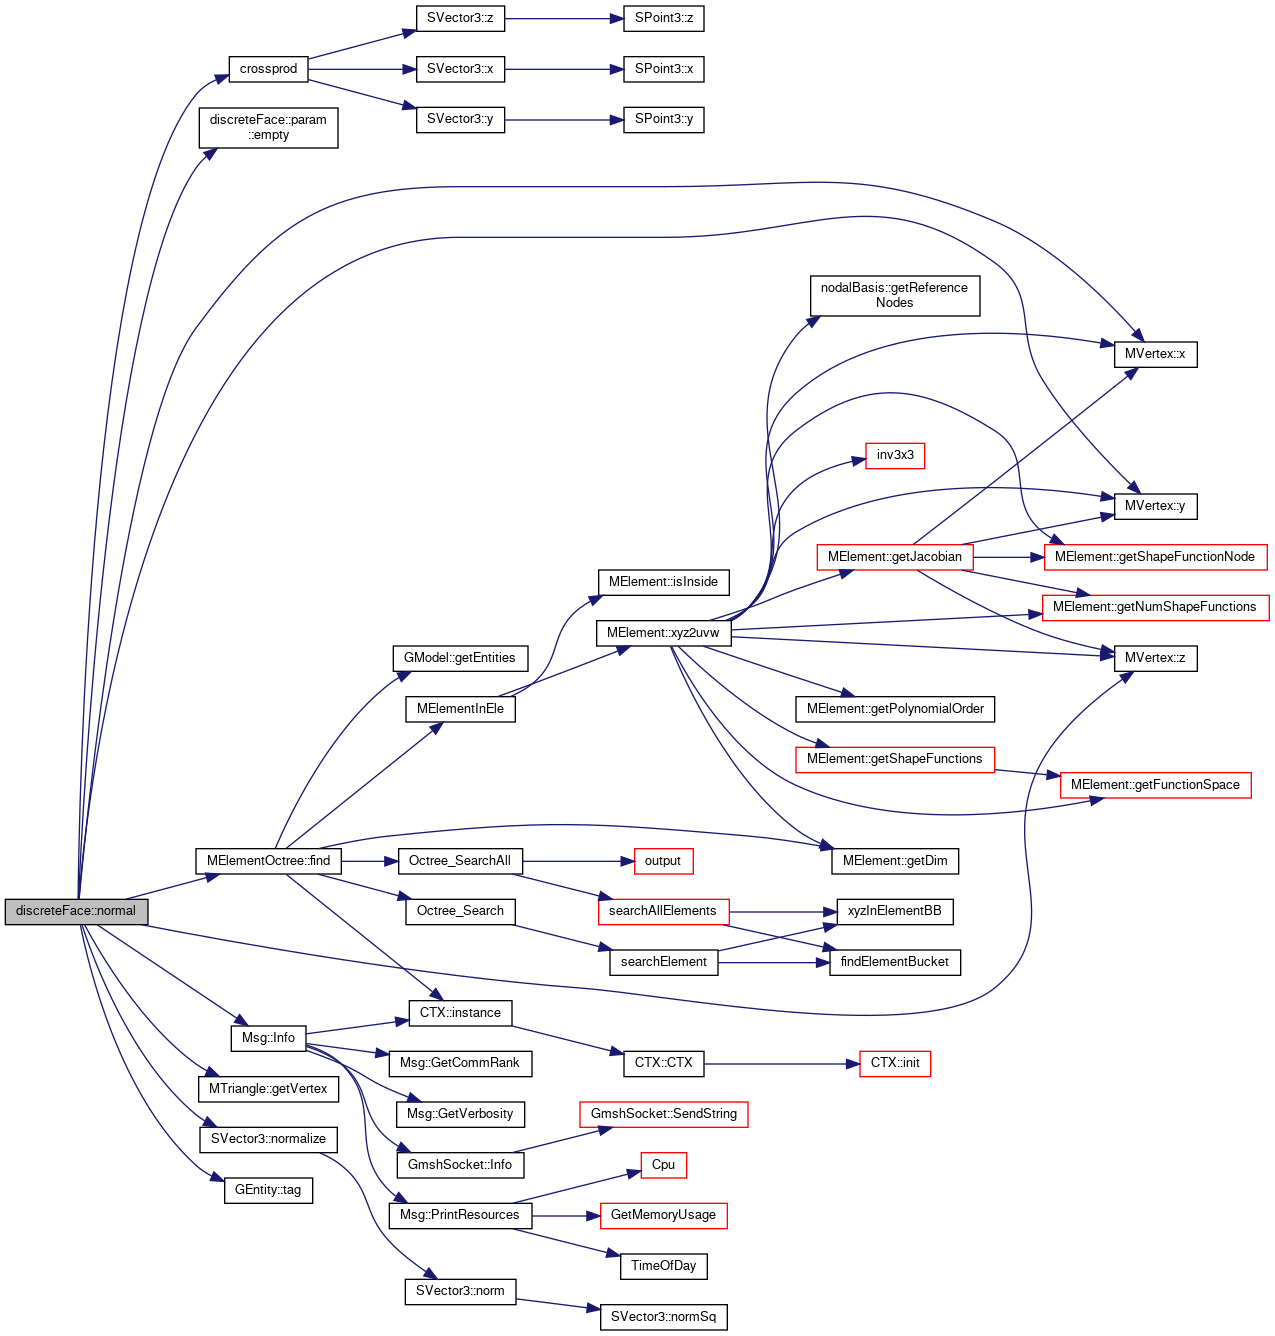 SVector3::z
SPoint3::z
crossprod
SVector3::x
SPoint3::x
discreteFace::param
::empty
SVector3::y
SPoint3::y
nodalBasis::getReference
Nodes
MVertex::x
inv3x3
MVertex::y
MElement::getJacobian
MElement::getShapeFunctionNode
MElement::isInside
MElement::getNumShapeFunctions
MElement::xyz2uvw
GModel::getEntities
MVertex::z
MElementInEle
MElement::getPolynomialOrder
MElement::getShapeFunctions
MElement::getFunctionSpace
MElementOctree::find
Octree_SearchAll
output
MElement::getDim
discreteFace::normal
Octree_Search
searchAllElements
xyzInElementBB
searchElement
findElementBucket
Msg::Info
CTX::instance
Msg::GetCommRank
CTX::CTX
CTX::init
MTriangle::getVertex
Msg::GetVerbosity
GmshSocket::SendString
SVector3::normalize
GmshSocket::Info
Cpu
GEntity::tag
Msg::PrintResources
GetMemoryUsage
TimeOfDay
SVector3::norm
SVector3::normSq